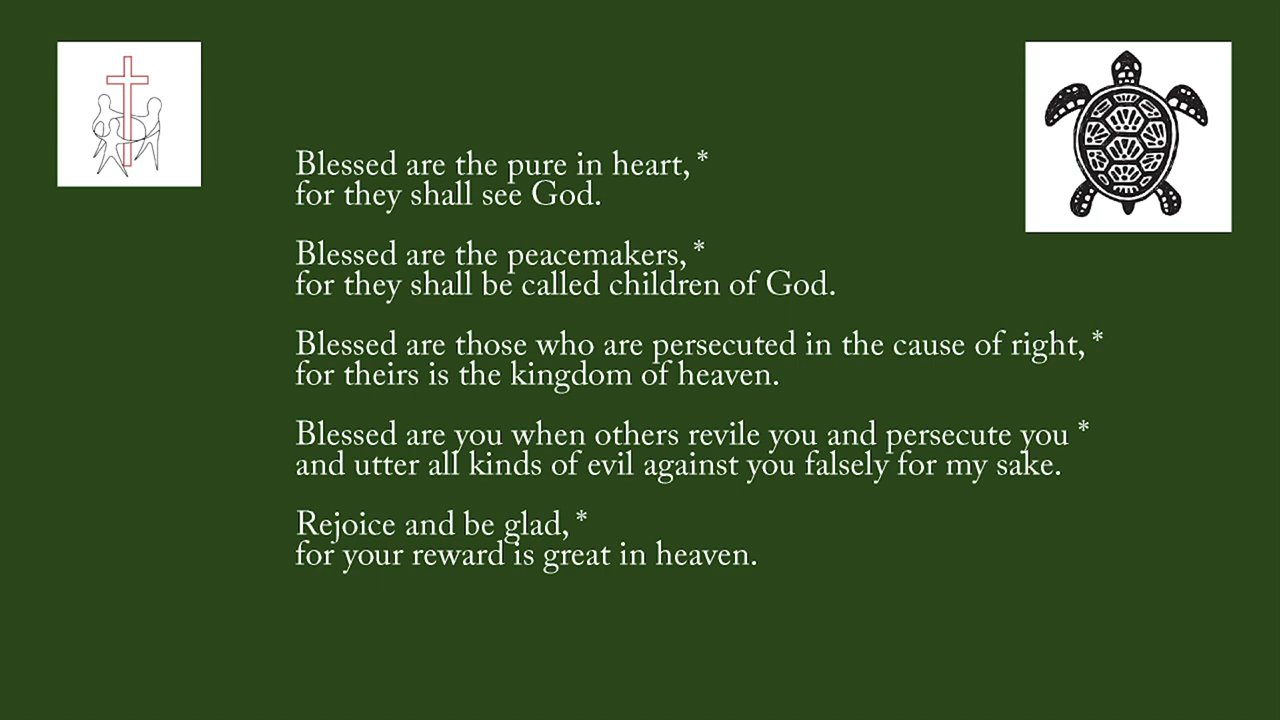 Blessed are the pure in heart, *
for they shall see God.
Blessed are the peacemakers, *
for they shall be called children of God.
Blessed are those who are persecuted in the cause of right, *
for theirs is the kingdom of heaven.
Blessed are you when others revile you and persecute you *
and utter all kinds of evil against you falsely for my sake.
Rejoice and be glad, *
for your reward is great in heaven.